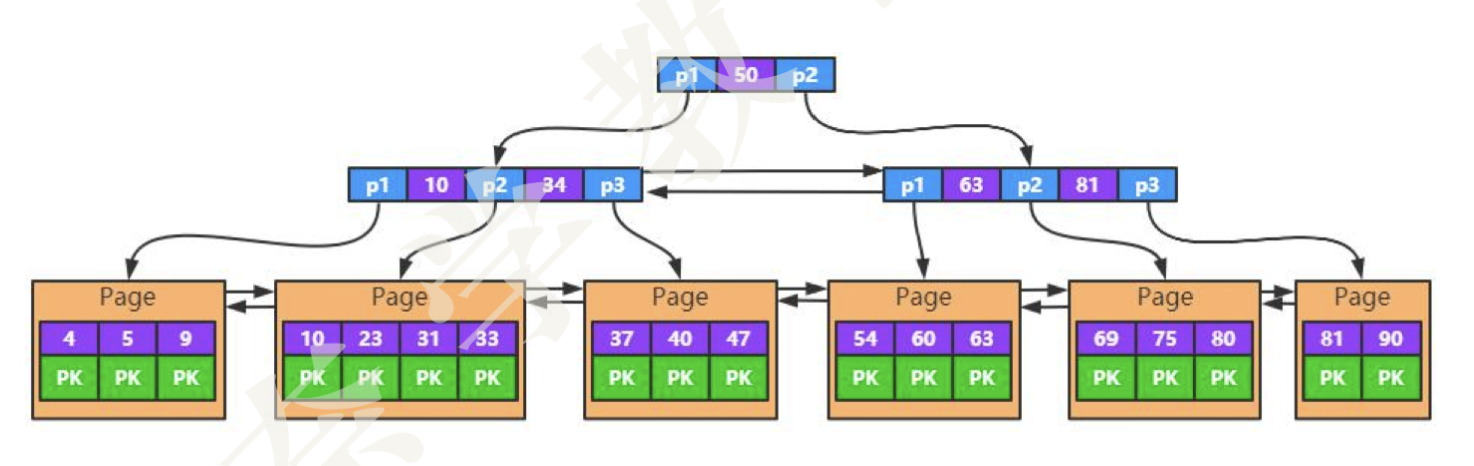 p1 50 p2
p1 10 p2 34 p3
p1 63 p2 81 p3
Page
4 5 9
PK PK PK
Page
10 23 31 33
PK PK PK PK
Page
37 40 47
PK PK PK
Page
54 60 63
PK PK PK
Page
69 75 80
PK PK PK
Page
81 90
PK PK